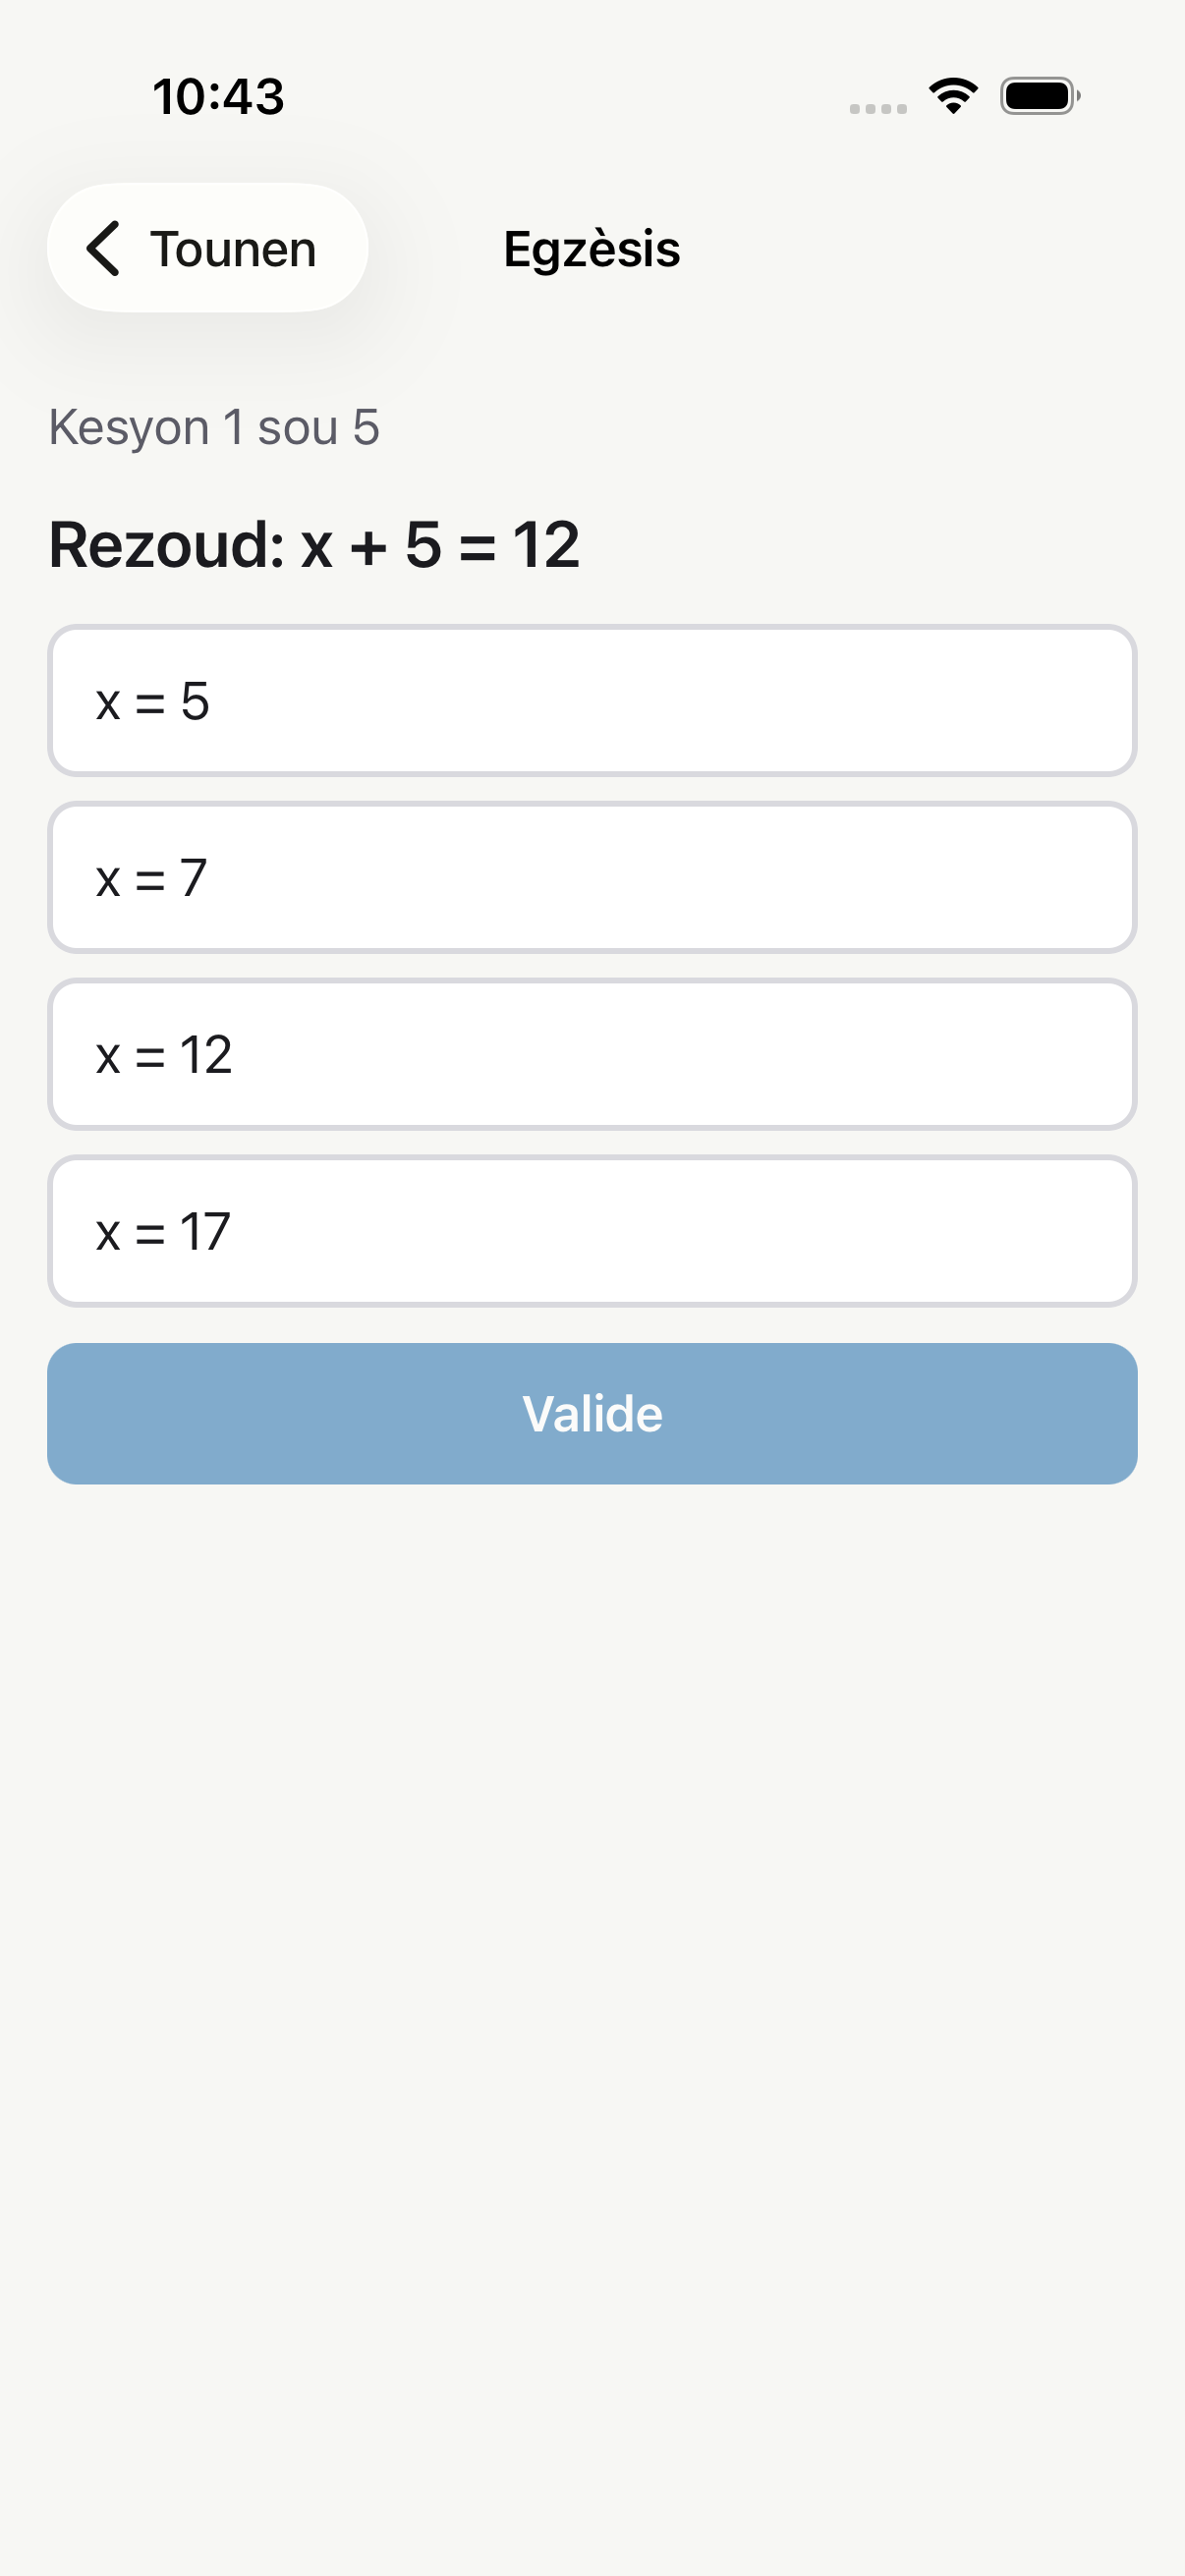 10:43
Tounen
Egzèsis
Kesyon 1 sou 5
Rezoud: x + 5 = 12
x = 5
x = 7
x = 12
x = 17
Valide